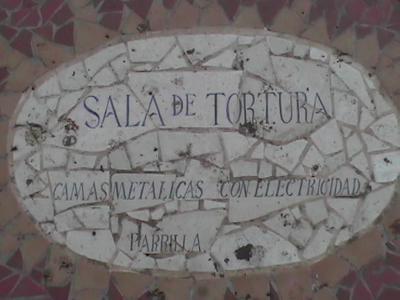 SALA DE TORTURA
CAMAS METALICAS CON ELECTRICIDAD
PARRILLA.